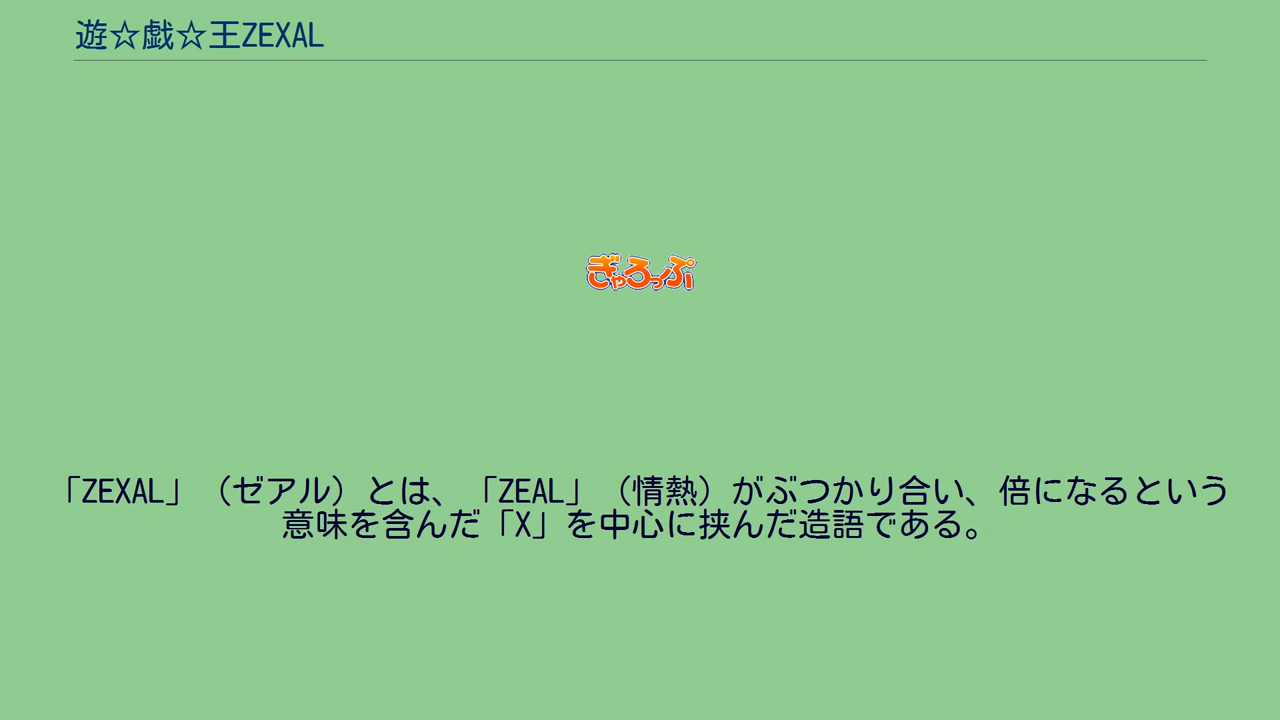 遊☆戯☆王ZEXAL
ぎゃろっぷ
「ZEXAL」（ゼアル）とは、「ZEAL」（情熱）がぶつかり合い、倍になるという
意味を含んだ「X」を中心に挟んだ造語である。